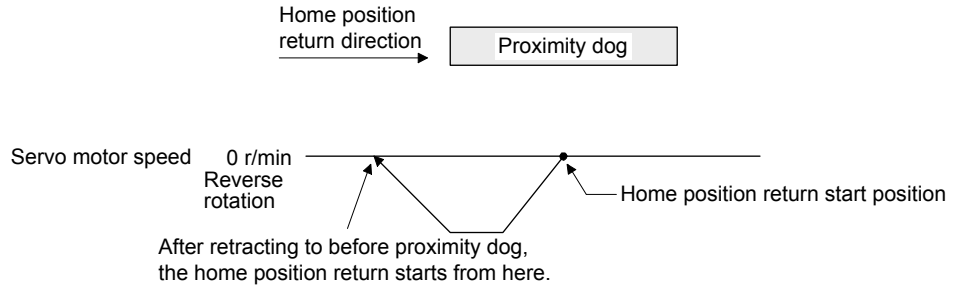 Home position
return direction
Proximity dog
Servo motor speed 0 r/min
Reverse
rotation
Home position return start position
After retracting to before proximity dog,
the home position return starts from here.